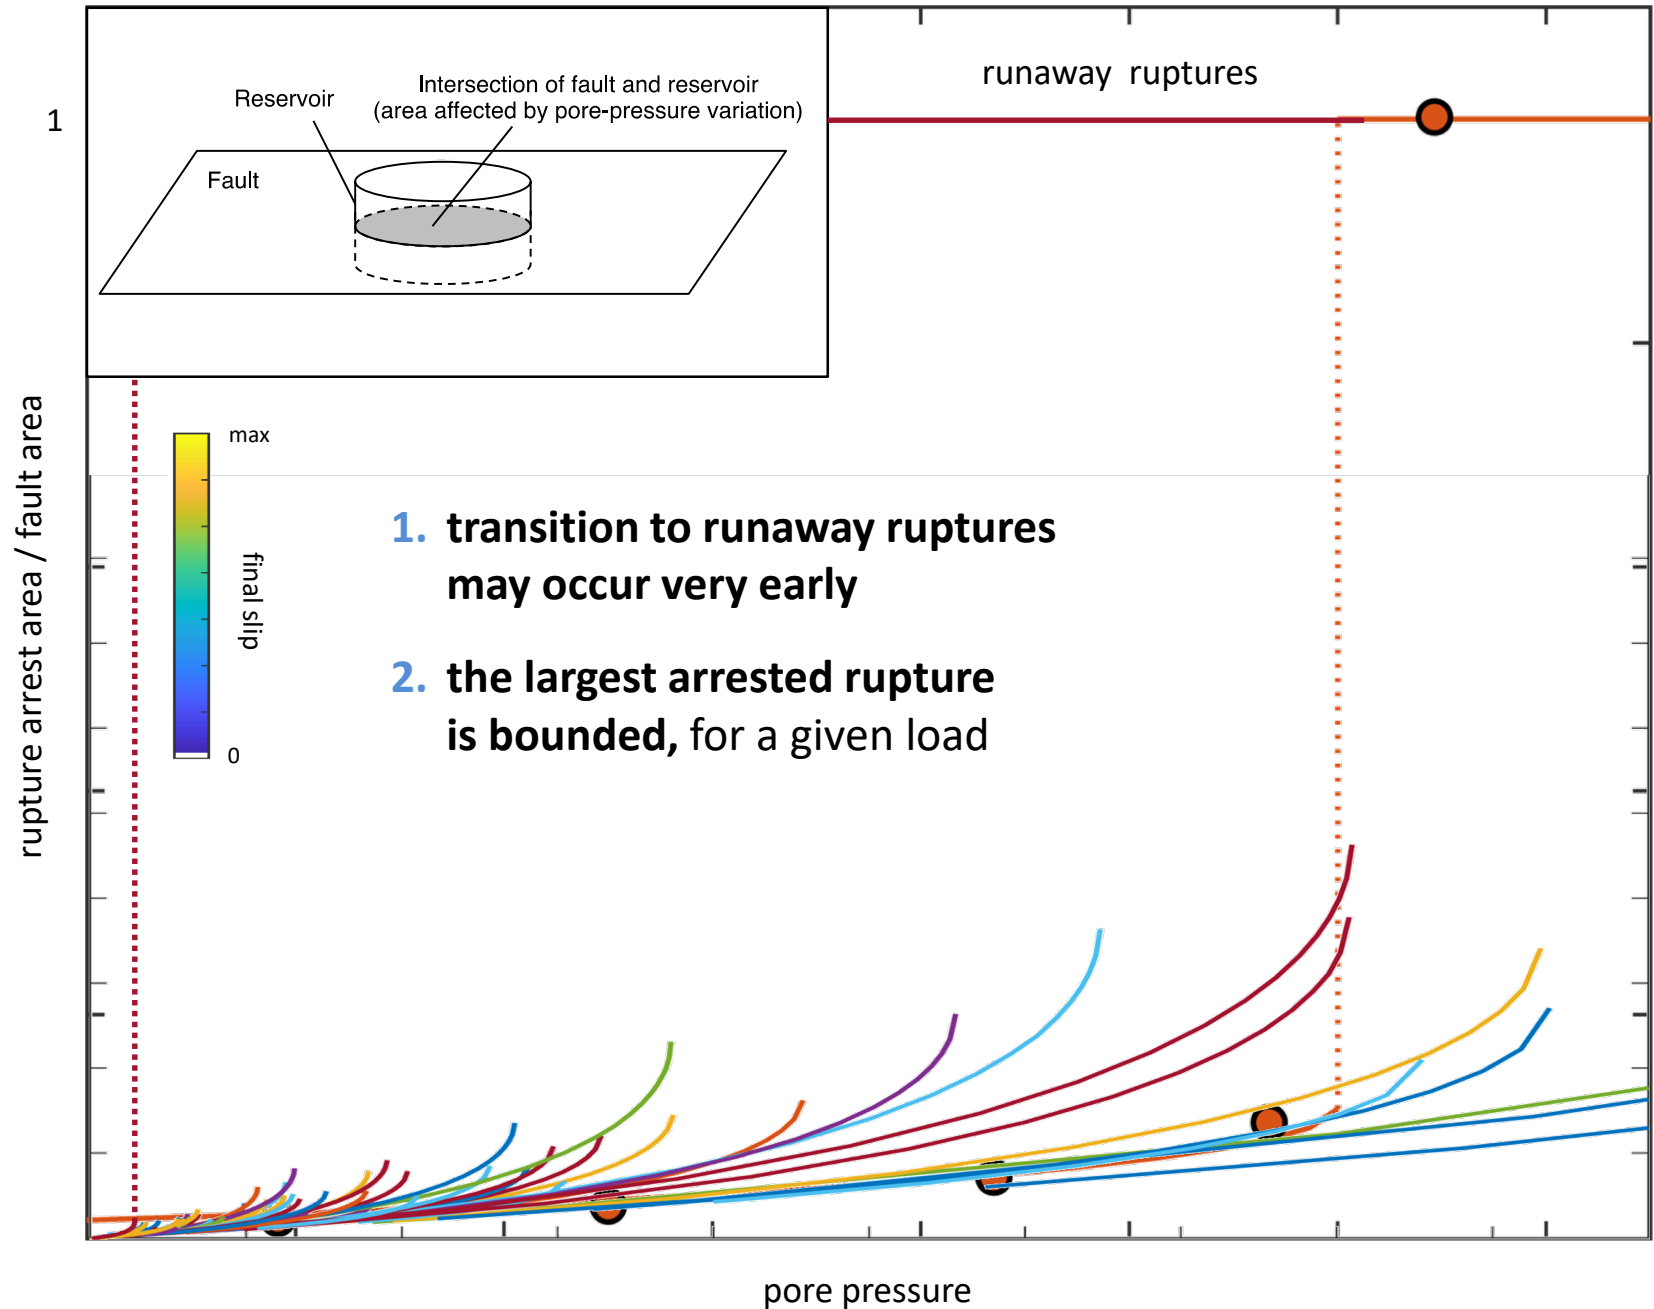 runaway ruptures
Intersection of fault and reservoir
(area affected by pore-pressure variation)
Reservoir
Fault
1
rupture arrest area / fault area
max
final slip
0
1. transition to runaway ruptures
may occur very early
2. the largest arrested rupture
is bounded, for a given load
pore pressure